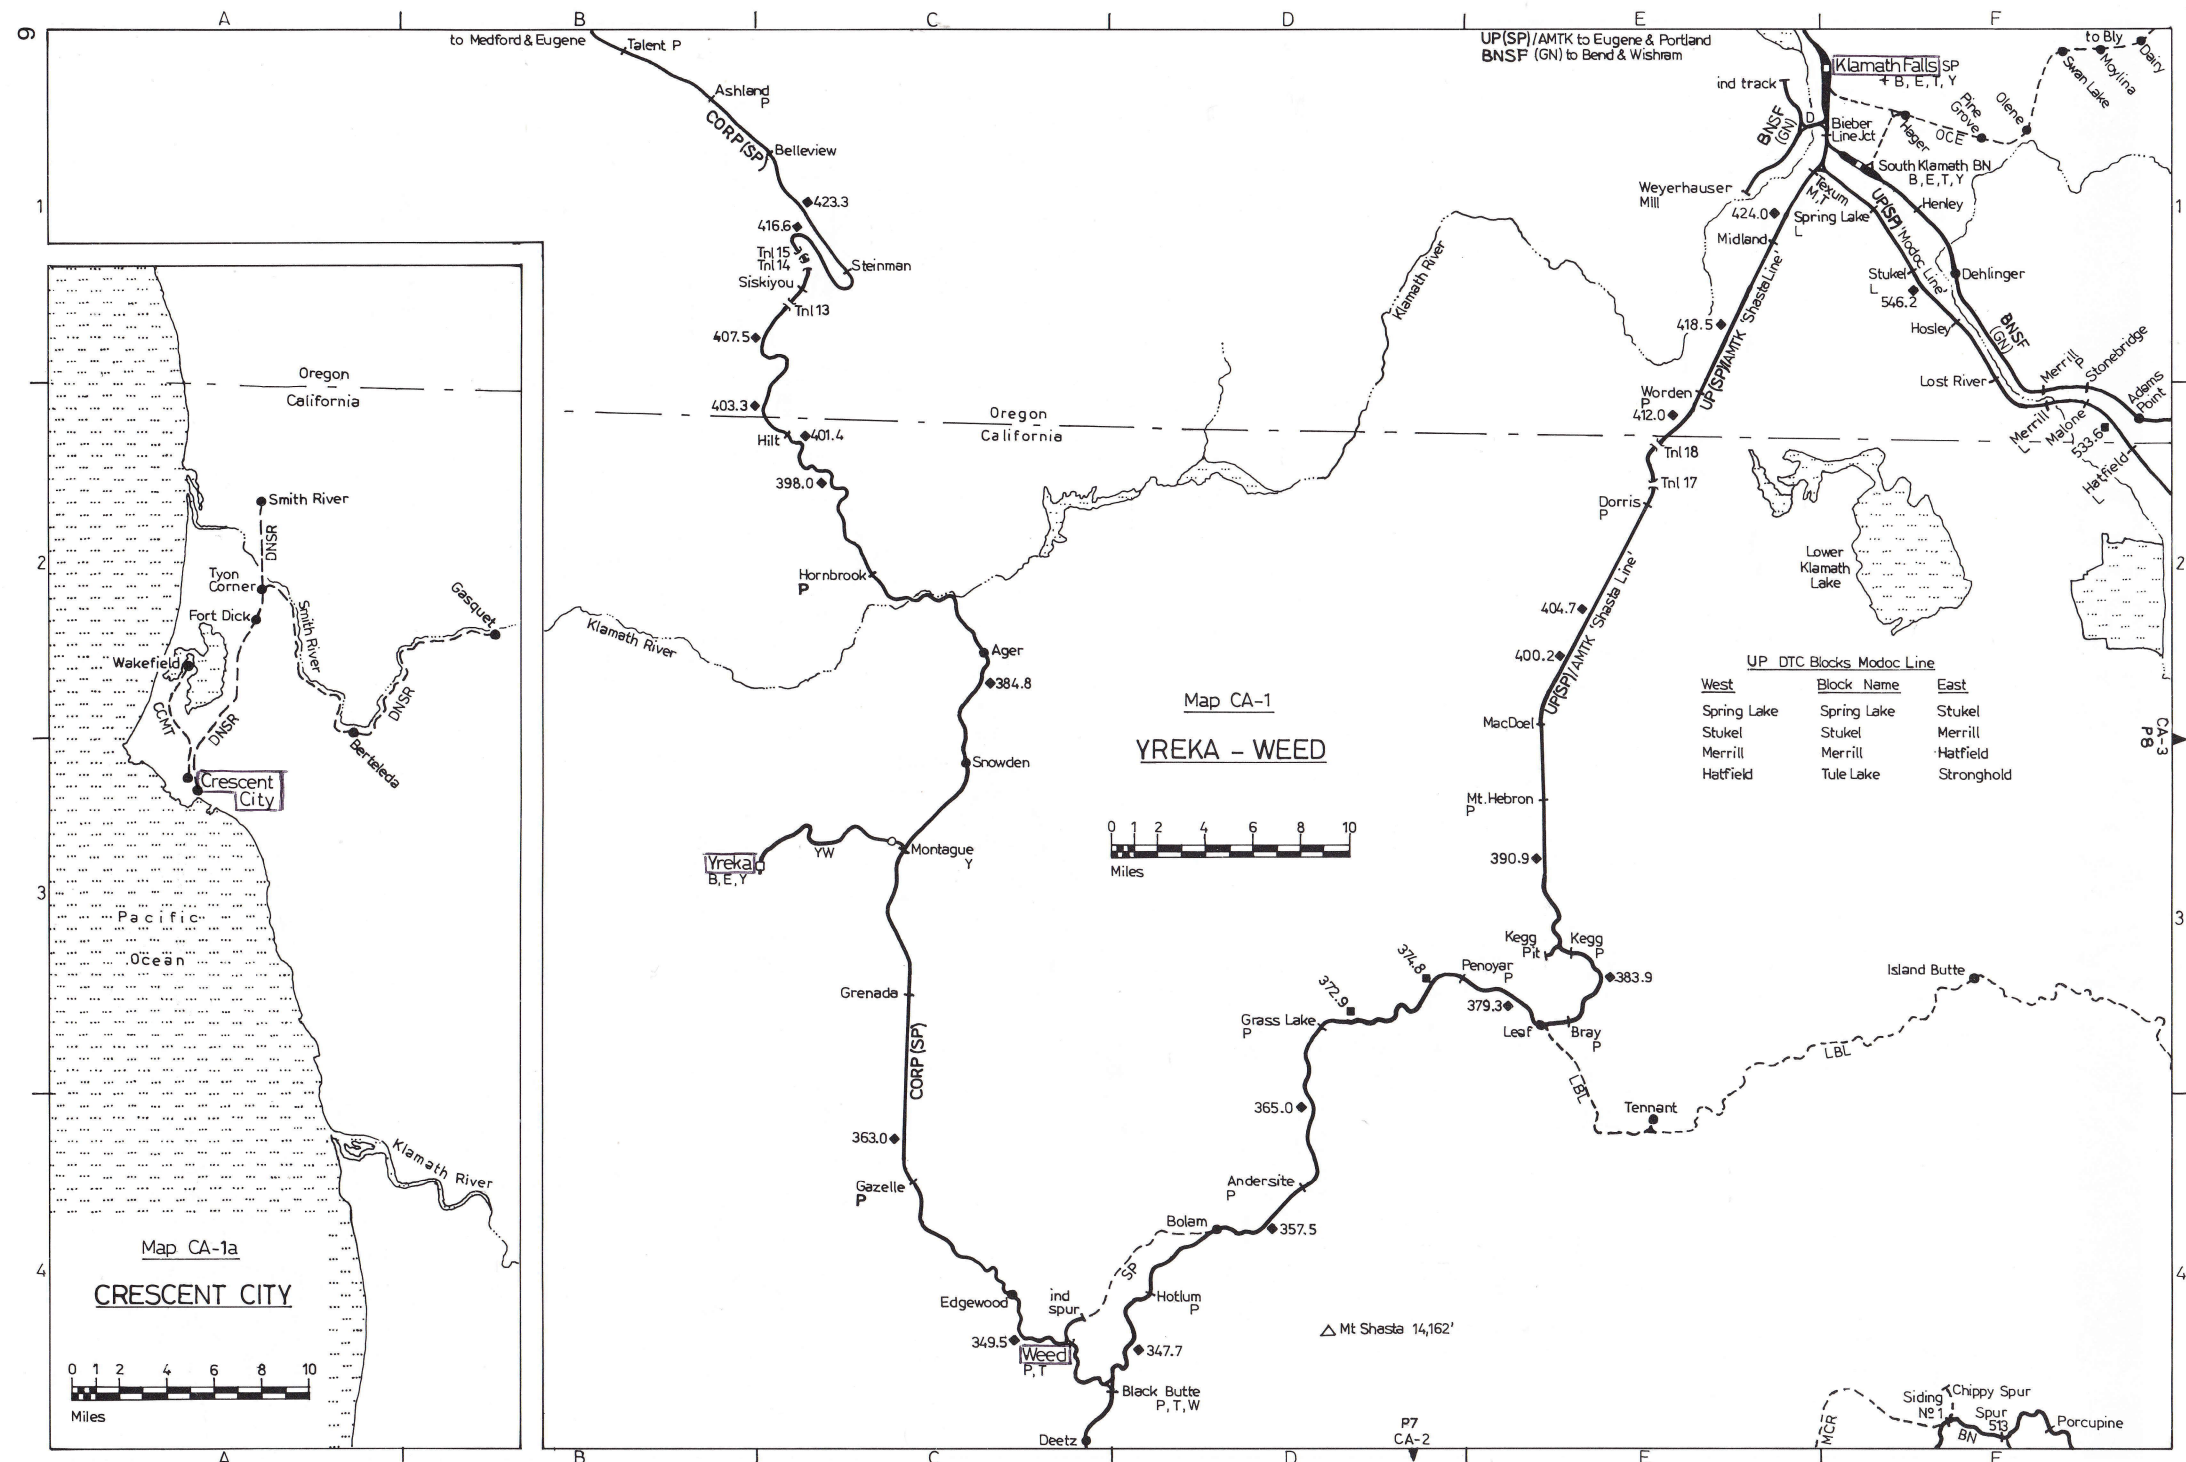 6
A
B
C
D
E
F
to Medford & Eugene
Talent P
Ashland
P
CORP(SP)
Belleview
423.3
416.6
Tnl 15
Tnl 14
Siskiyou
Steinman
Tnl 13
407.5
403.3
Oregon
California
Hilt
401.4
398.0
Hornbrook
P
Klamath River
Ager
384.8
Snowden
Montague
Y
YW
Yreka
B, E, Y
Grenada
CORP (SP)
363.0
Gazelle
P
Edgewood
349.5
Weed
P, T
ind
spur
SP
Bolam
Hotlum
P
347.7
Black Butte
P, T, W
Deetz
357.5
Andersite
P
365.0
Grass Lake
P
372.9
374.8
Penoyar
P
379.3
Leaf
Bray
P
383.9
Kegg
Pit
Kegg
P
390.9
Mt. Hebron
P
MacDoel
UP(SP)/AMTK 'Shasta Line'
400.2
404.7
Dorris
P
Tnl 17
Tnl 18
412.0
Worden
P
UP(SP)/AMTK 'Shasta Line'
418.5
Midland
424.0
Spring Lake
L
Weyerhauser
Mill
BNSF
(GN)
ind track
UP(SP)/AMTK to Eugene & Portland
BNSF (GN) to Bend & Wishram
Klamath Falls SP
+ B, E, T, Y
D
Bieber
Line Jct
Texum
M, T
South Klamath BN
B, E, T, Y
Hager
OCE
Pine
Grove
Olene
Swan Lake
Moylina
Dairy
to Bly
Henley
UP(SP) 'Modoc Line'
Stukel
L
546.2
Dehlinger
Hosley
BNSF
(GN)
Lost River
Merrill
P
Stonebridge
Adams
Point
Merrill
L
Malone
533.6
Hatfield
L
Klamath River
Lower
Klamath
Lake
UP DTC Blocks Modoc Line
West Block Name East
Spring Lake Spring Lake Stukel
Stukel Stukel Merrill
Merrill Merrill Hatfield
Hatfield Tule Lake Stronghold
CA-3
P8
Map CA-1
YREKA - WEED
0 1 2 4 6 8 10
Miles
Island Butte
LBL
LBL
Tennant
Mt Shasta 14,162'
P7
CA-2
MCR
Siding
No 1
Chippy Spur
Spur
513
BN
Porcupine
Oregon
California
Smith River
DNSR
Tyon
Corner
Fort Dick
Smith River
Wakefield
CCMT
DNSR
Gasquet
DNSR
Berteleda
Crescent
City
Pacific
Ocean
Klamath River
Map CA-1a
CRESCENT CITY
0 1 2 4 6 8 10
Miles
1
2
3
4
1
2
3
4
A
B
C
D
E
F